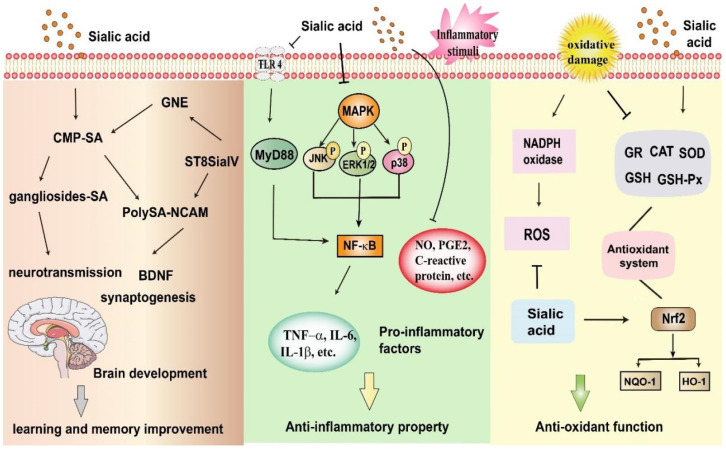 Sialic acid
GNE
CMP-SA
ST8SialV
gangliosides-SA
PolySA-NCAM
neurotransmission
BDNF
synaptogenesis
Brain development
learning and memory improvement
Sialic acid
Inflammatory
stimuli
TLR 4
MAPK
MyD88
JNK
P
ERK1/2
P
p38
P
NF-κB
NO, PGE2,
C-reactive
protein, etc.
TNF-α, IL-6,
IL-1β, etc.
Pro-inflammatory
factors
Anti-inflammatory property
oxidative
damage
Sialic
acid
NADPH
oxidase
GR CAT SOD
GSH GSH-Px
ROS
Antioxidant
system
Sialic
acid
Nrf2
NQO-1
HO-1
Anti-oxidant function